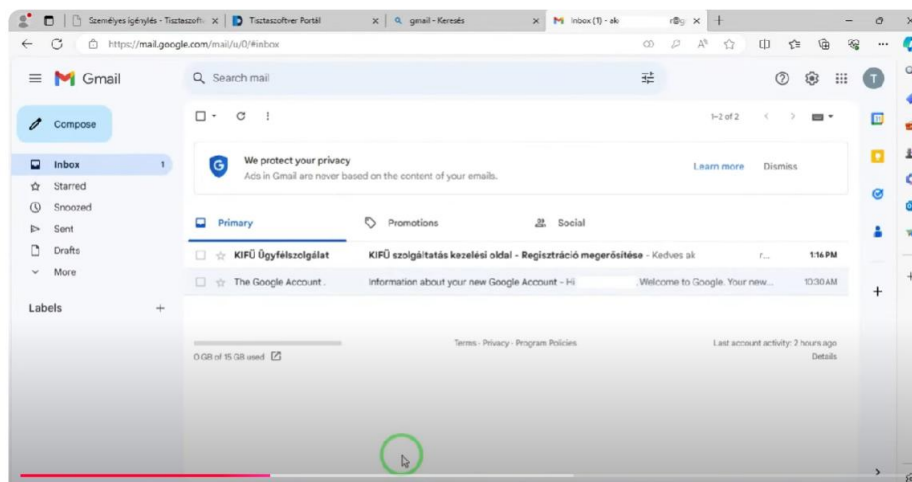 Személyes igénylés - Tisztaszoftv
Tisztaszoftver Portál
gmail - Keresés
Inbox (1) - ak
https://mail.google.com/mail/u/0/#inbox
Gmail
Search mail
T
Compose
1–2 of 2
Inbox 1
Starred
Snoozed
Sent
Drafts
More
Labels
We protect your privacy
Ads in Gmail are never based on the content of your emails.
Learn more Dismiss
Primary Promotions Social
KIFÜ Ügyfélszolgálat KIFÜ szolgáltatás kezelési oldal - Regisztráció megerősítése - Kedves ak r... 1:16 PM
The Google Account . Information about your new Google Account – Hi , Welcome to Google. Your new... 10:30 AM
0 GB of 15 GB used
Terms · Privacy · Program Policies
Last account activity: 2 hours ago
Details